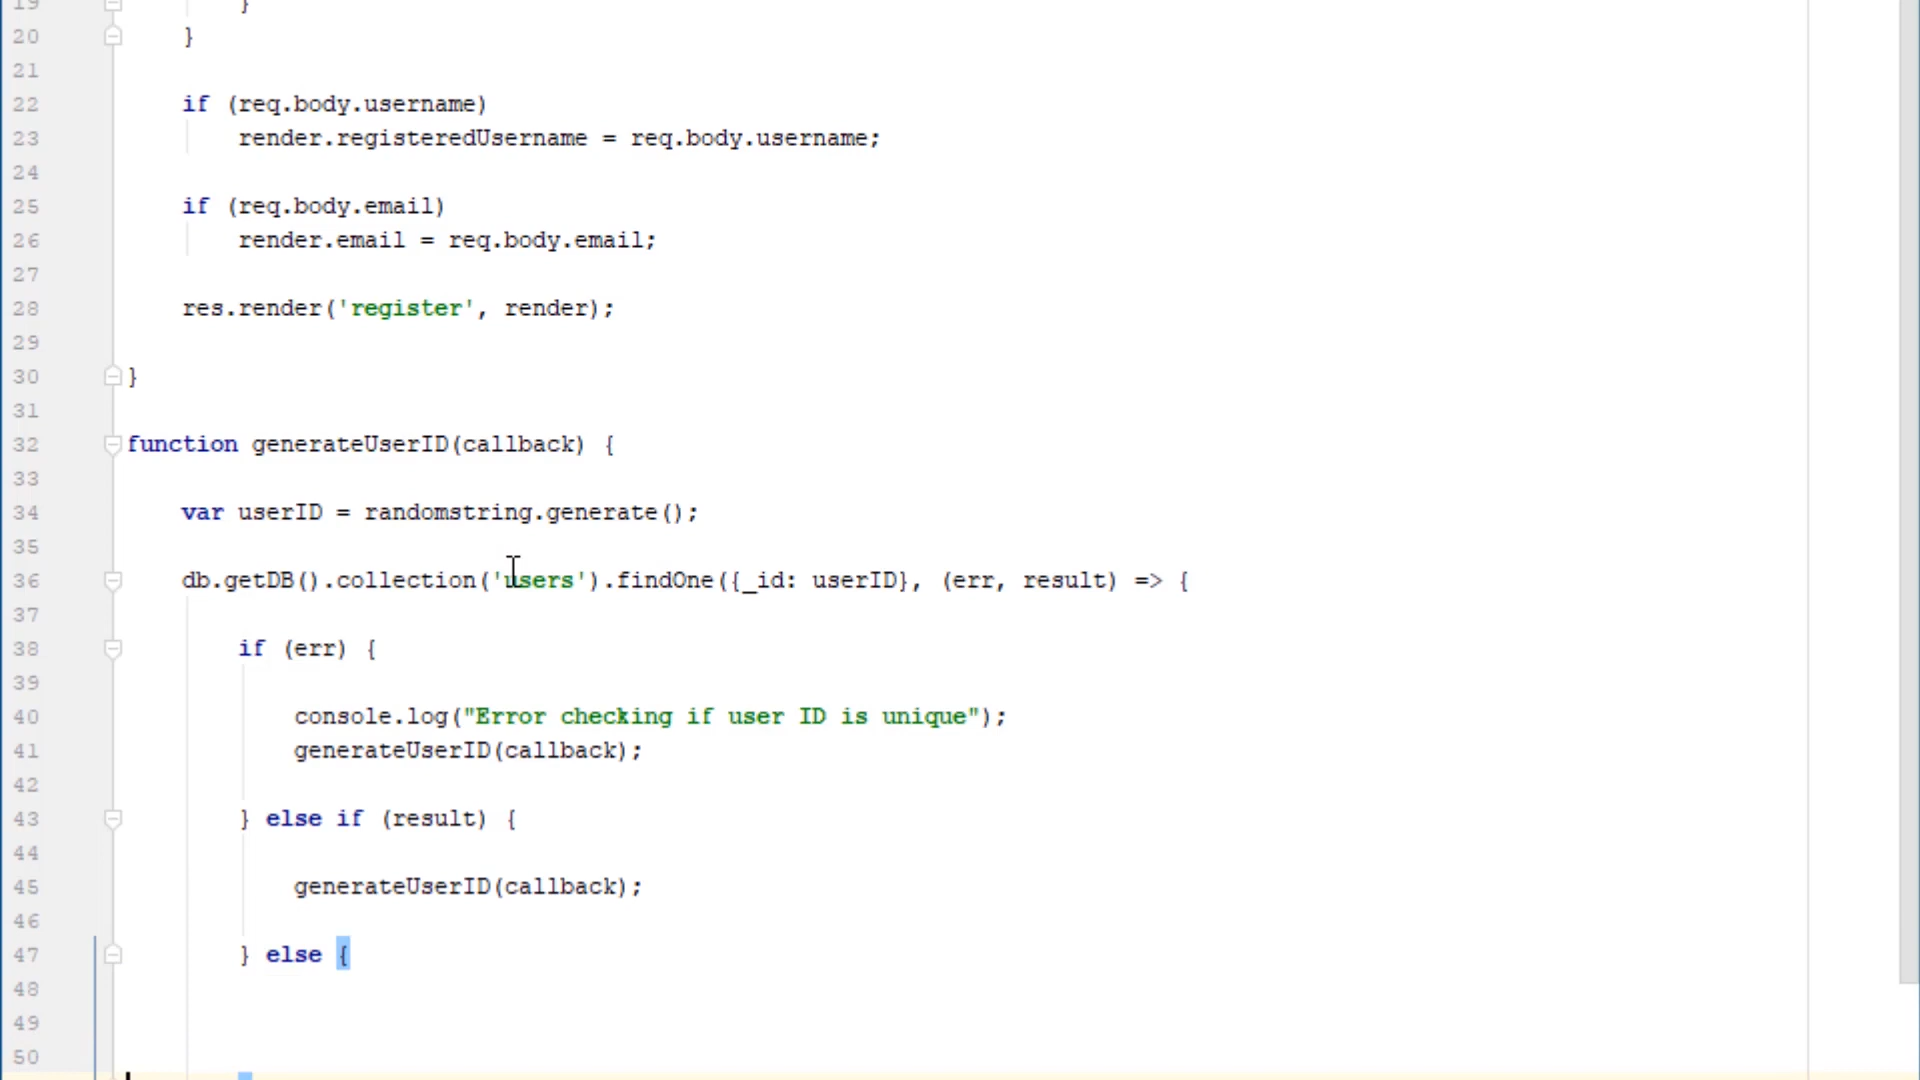 19 }
20 }
21
22 if (req.body.username)
23 render.registeredUsername = req.body.username;
24
25 if (req.body.email)
26 render.email = req.body.email;
27
28 res.render('register', render);
29
30 }
31
32 function generateUserID(callback) {
33
34 var userID = randomstring.generate();
35
36 db.getDB().collection('users').findOne({_id: userID}, (err, result) => {
37
38 if (err) {
39
40 console.log("Error checking if user ID is unique");
41 generateUserID(callback);
42
43 } else if (result) {
44
45 generateUserID(callback);
46
47 } else {
48
49
50